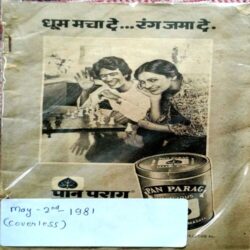 धूम मचा दे...रंग जमा दे.
पान पराग
PAN PARAG
May - 2nd - 1981
(coverless)